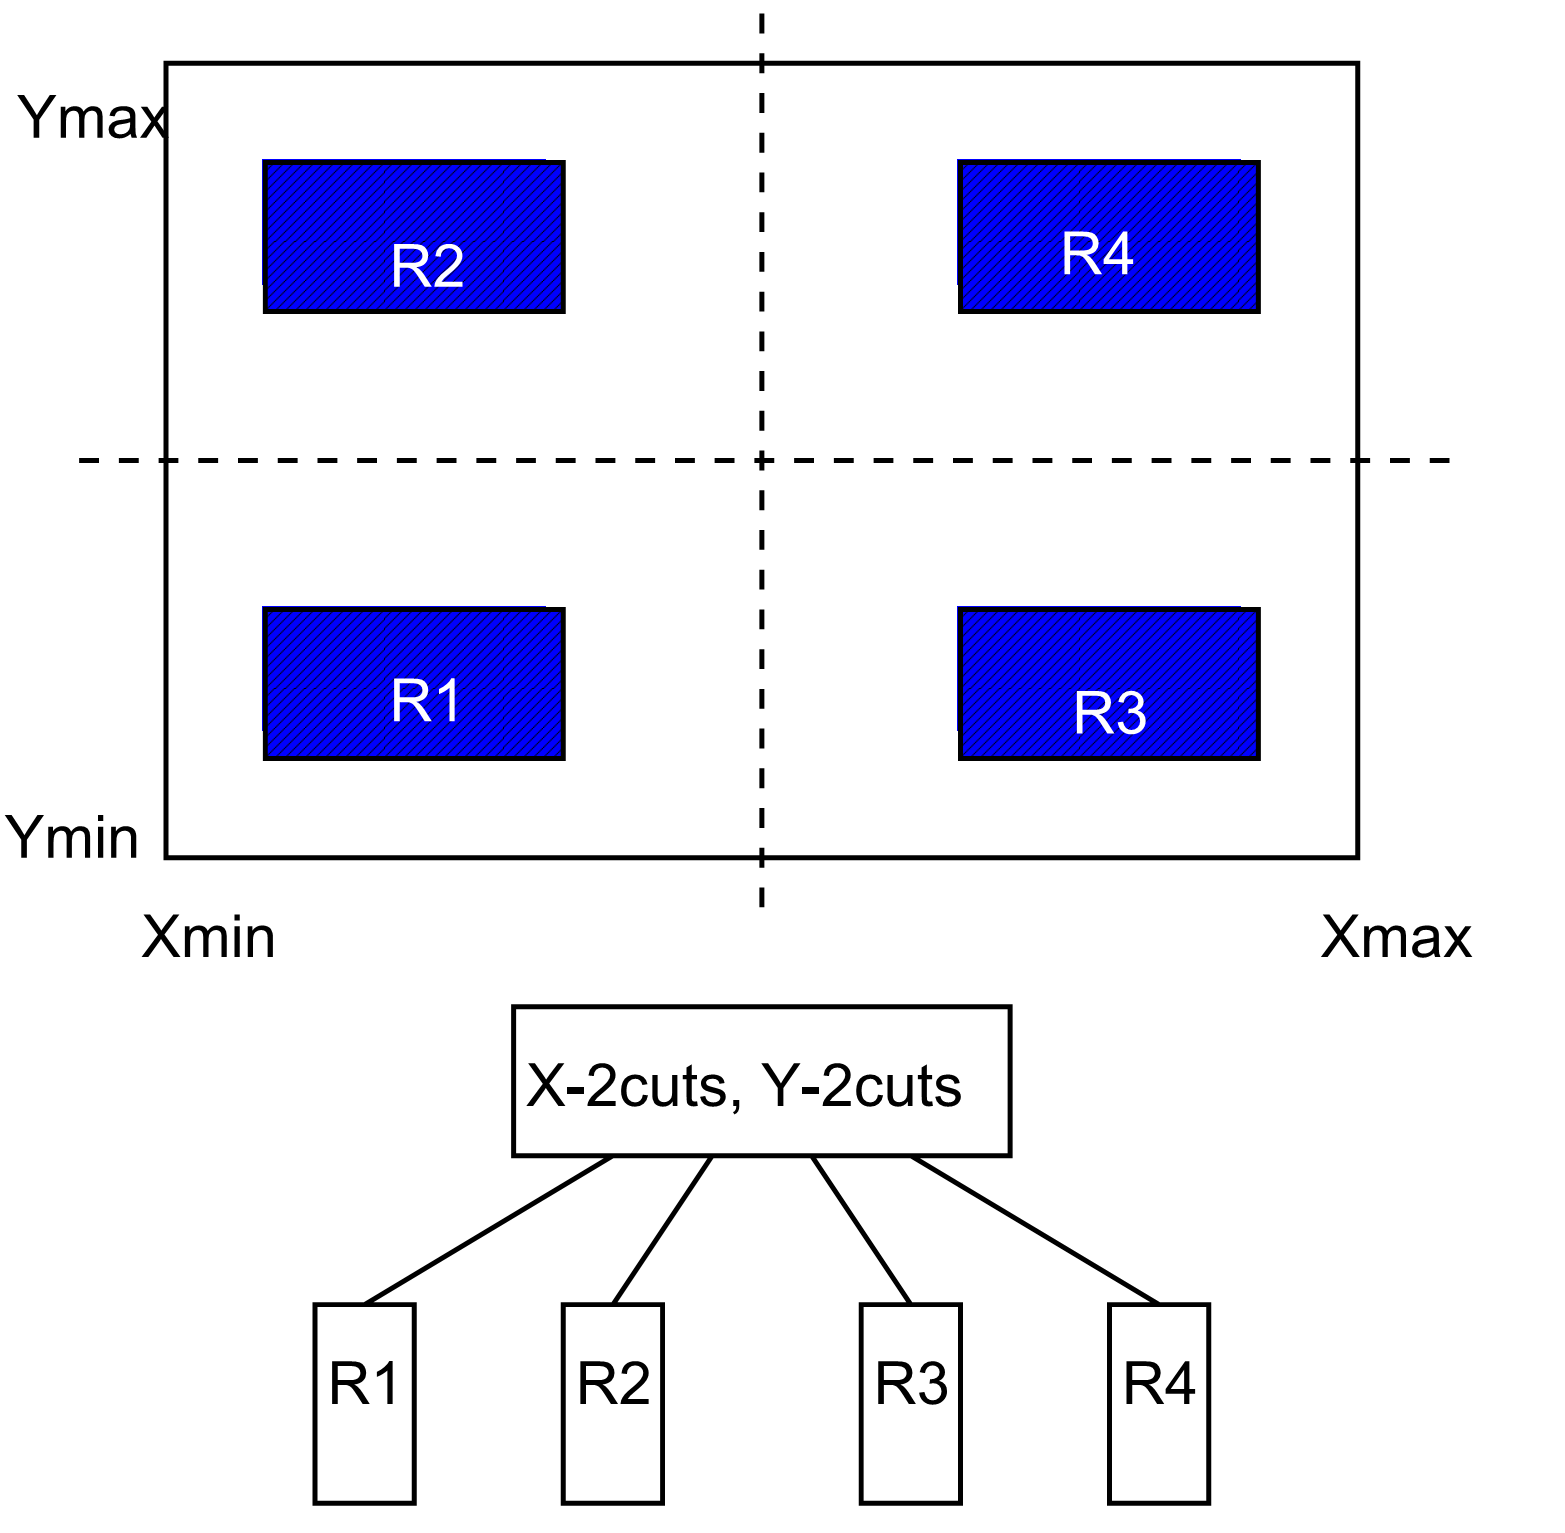 Ymax
R2
R4
R1
R3
Ymin
Xmin
Xmax
X-2cuts, Y-2cuts
R1
R2
R3
R4